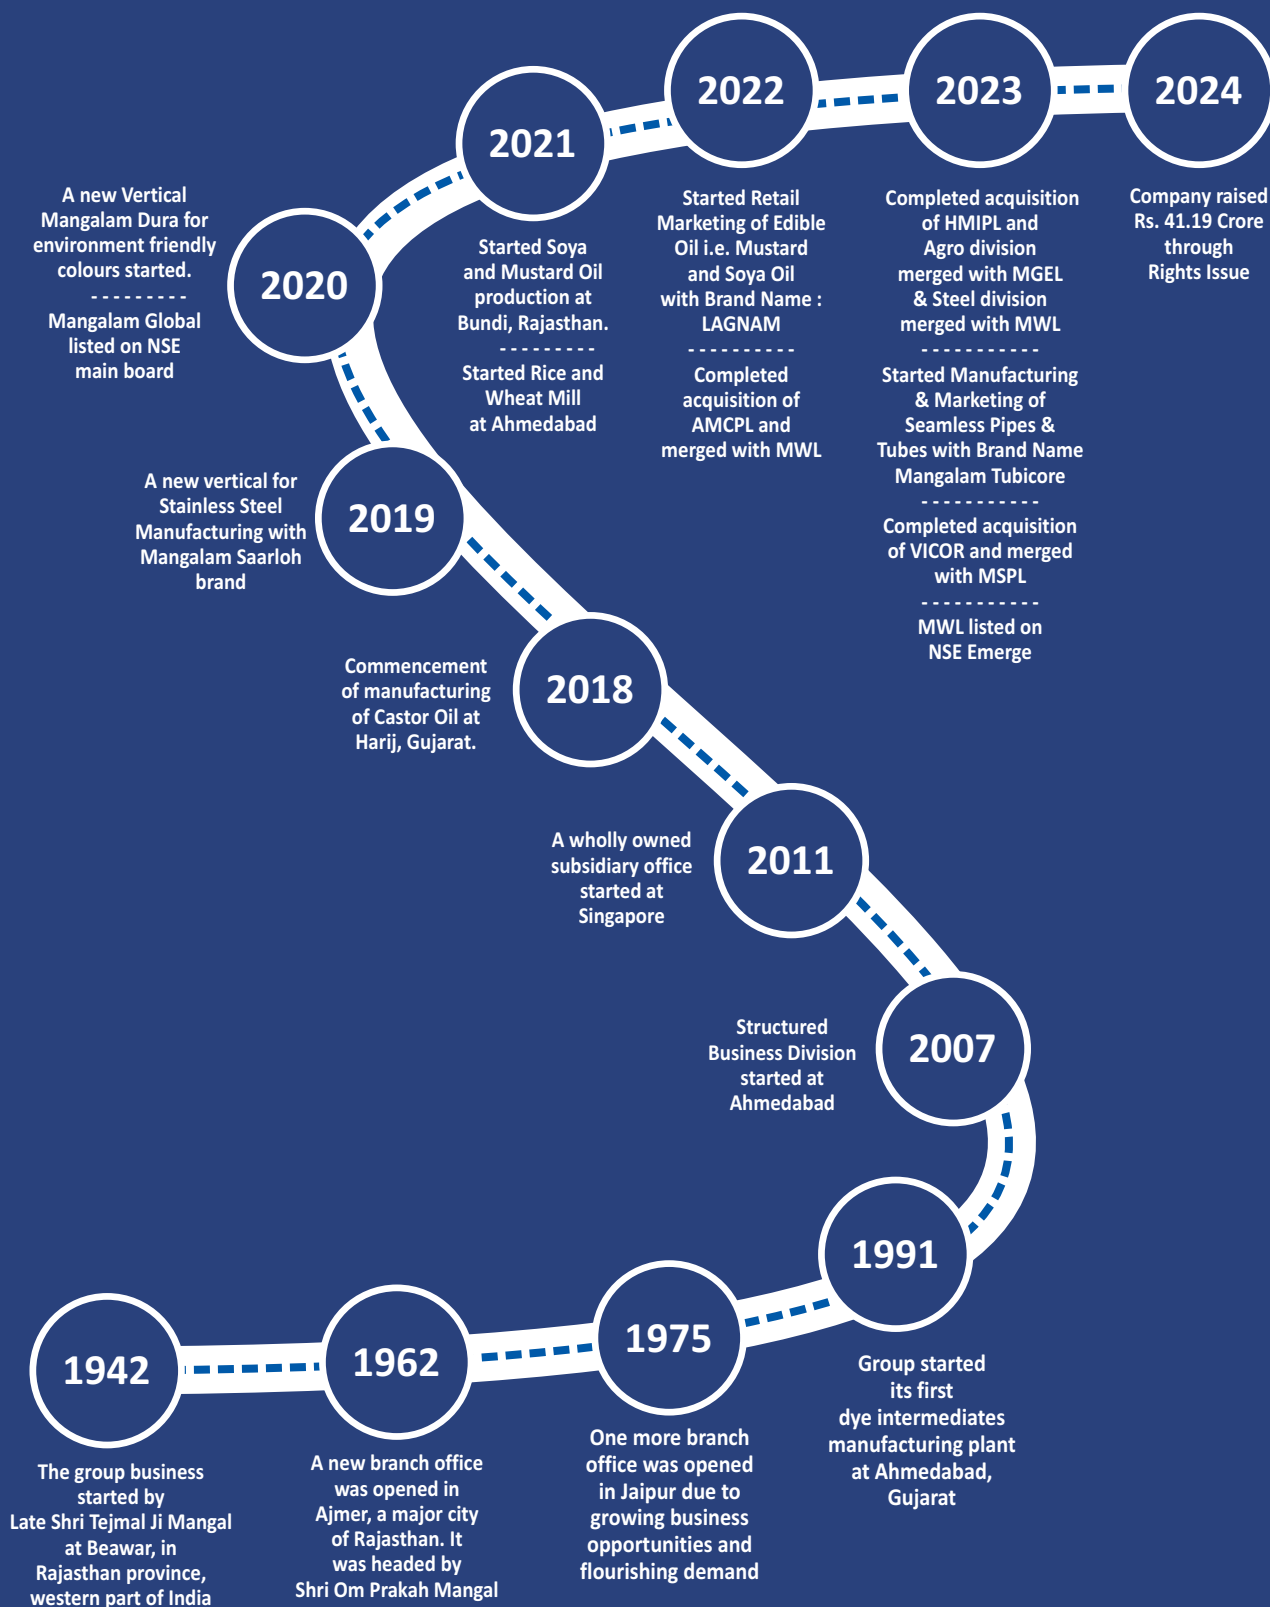 2022
2023
2024
2021
A new Vertical
Mangalam Dura for
environment friendly
colours started.
---------
Mangalam Global
listed on NSE
main board
2020
Started Soya
and Mustard Oil
production at
Bundi, Rajasthan.
---------
Started Rice and
Wheat Mill
at Ahmedabad
Started Retail
Marketing of Edible
Oil i.e. Mustard
and Soya Oil
with Brand Name :
LAGNAM
----------
Completed
acquisition of
AMCPL and
merged with MWL
Completed acquisition
of HMIPL and
Agro division
merged with MGEL
& Steel division
merged with MWL
-----------
Started Manufacturing
& Marketing of
Seamless Pipes &
Tubes with Brand Name
Mangalam Tubicore
-----------
Completed acquisition
of VICOR and merged
with MSPL
-----------
MWL listed on
NSE Emerge
Company raised
Rs. 41.19 Crore
through
Rights Issue
A new vertical for
Stainless Steel
Manufacturing with
Mangalam Saarloh
brand
2019
Commencement
of manufacturing
of Castor Oil at
Harij, Gujarat.
2018
A wholly owned
subsidiary office
started at
Singapore
2011
Structured
Business Division
started at
Ahmedabad
2007
1991
Group started
its first
dye intermediates
manufacturing plant
at Ahmedabad,
Gujarat
1975
One more branch
office was opened
in Jaipur due to
growing business
opportunities and
flourishing demand
1962
A new branch office
was opened in
Ajmer, a major city
of Rajasthan. It
was headed by
Shri Om Prakah Mangal
1942
The group business
started by
Late Shri Tejmal Ji Mangal
at Beawar, in
Rajasthan province,
western part of India